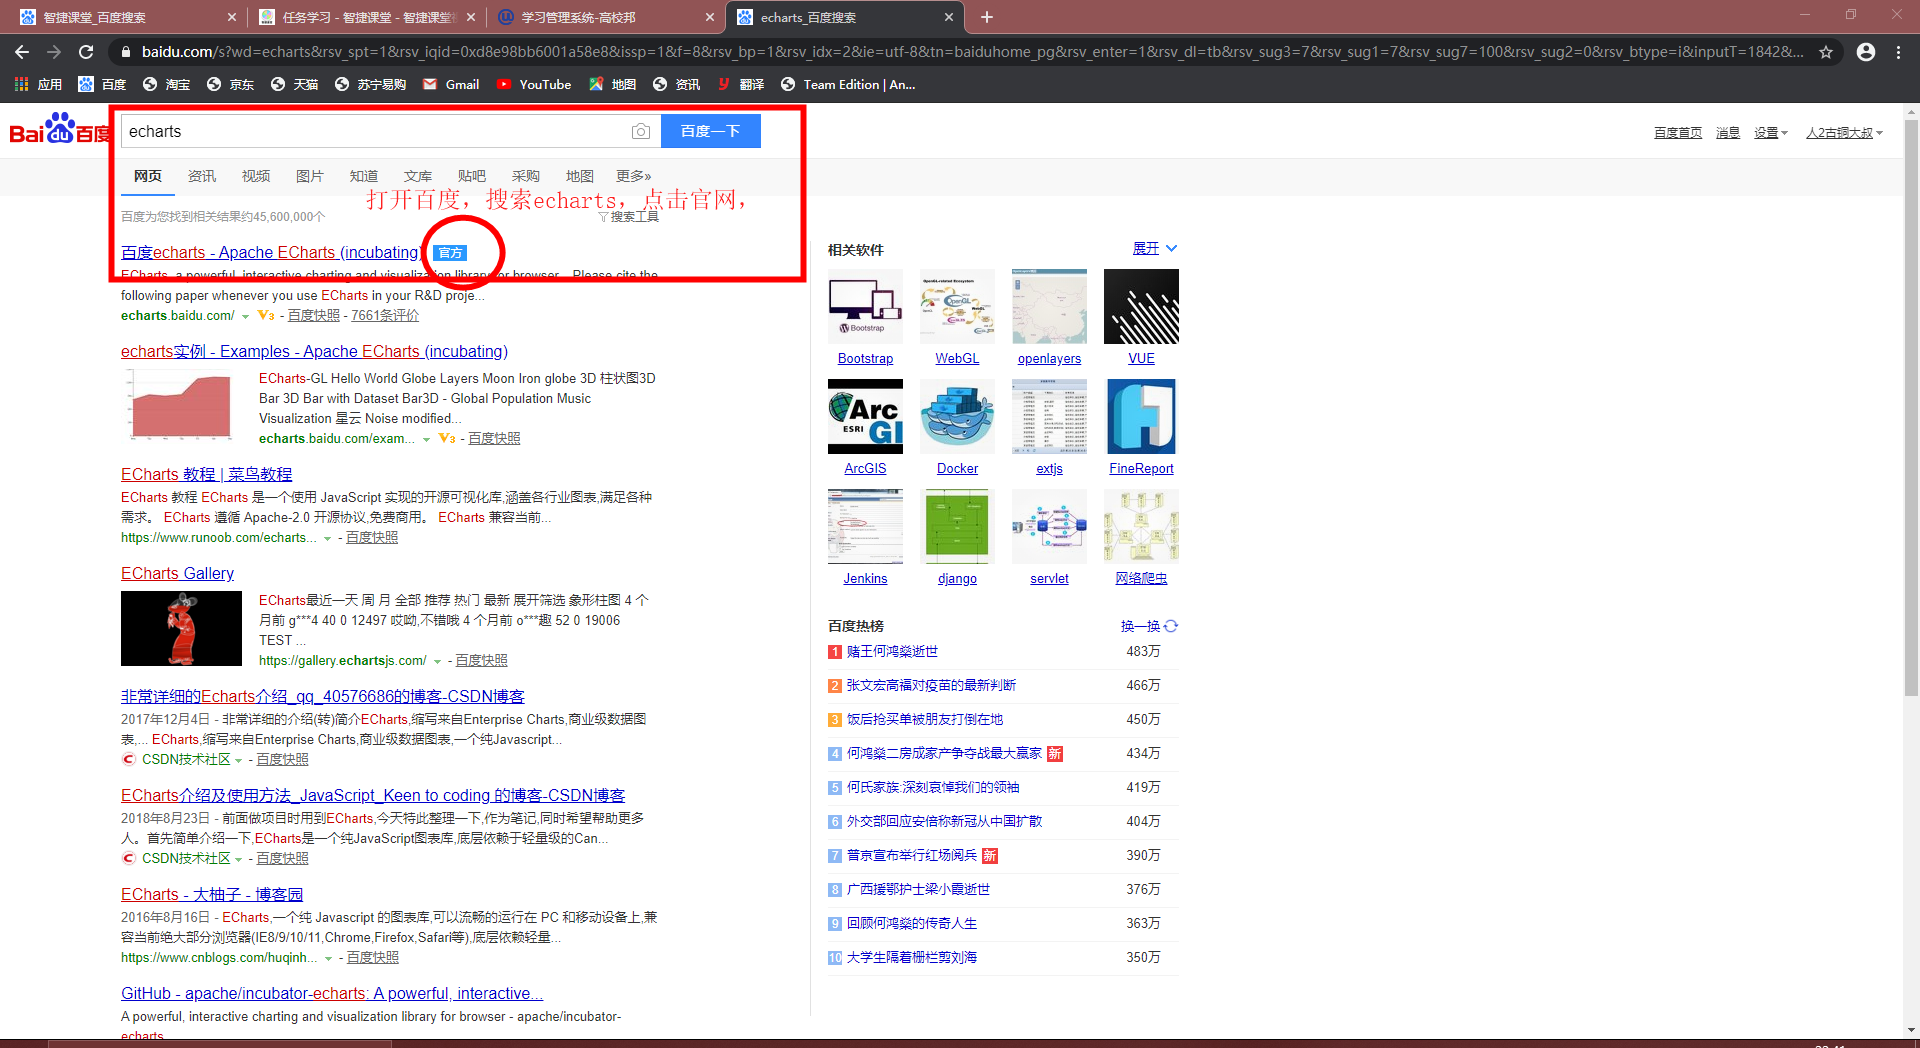 智捷课堂_百度搜索
任务学习 - 智捷课堂 - 智捷课堂
学习管理系统-高校邦
echarts_百度搜索
baidu.com/s?wd=echarts&rsv_spt=1&rsv_iqid=0xd8e98bb6001a58e8&issp=1&f=8&rsv_bp=1&rsv_idx=2&ie=utf-8&tn=baiduhome_pg&rsv_enter=1&rsv_dl=tb&rsv_sug3=7&rsv_sug1=7&rsv_sug7=100&rsv_sug2=0&rsv_btype=i&inputT=1842&...
应用 百度 淘宝 京东 天猫 苏宁易购 Gmail YouTube 地图 资讯 翻译 Team Edition | An...
Bai du 百度
echarts
百度一下
百度首页 消息 设置 人2古铜大叔
网页 资讯 视频 图片 知道 文库 贴吧 采购 地图 更多»
打开百度，搜索echarts，点击官网，
百度为您找到相关结果约45,600,000个
搜索工具
百度echarts - Apache ECharts (incubating) 官方
ECharts, a powerful, interactive charting and visualization library for browser... Please cite the
following paper whenever you use ECharts in your R&D proje...
echarts.baidu.com/ V3 - 百度快照 - 7661条评价
echarts实例 - Examples - Apache ECharts (incubating)
ECharts-GL Hello World Globe Layers Moon Iron globe 3D 柱状图3D
Bar 3D Bar with Dataset Bar3D - Global Population Music
Visualization 星云 Noise modified...
echarts.baidu.com/exam... V3 - 百度快照
ECharts 教程 | 菜鸟教程
ECharts 教程 ECharts 是一个使用 JavaScript 实现的开源可视化库,涵盖各行业图表,满足各种
需求。 ECharts 遵循 Apache-2.0 开源协议,免费商用。 ECharts 兼容当前...
https://www.runoob.com/echarts... - 百度快照
ECharts Gallery
ECharts最近一天 周 月 全部 推荐 热门 最新 展开筛选 象形柱图 4 个
月前 g***4 40 0 12497 哎呦,不错哦 4 个月前 o***趣 52 0 19006
TEST ...
https://gallery.echartsjs.com/ - 百度快照
非常详细的Echarts介绍_qq_40576686的博客-CSDN博客
2017年12月4日 - 非常详细的介绍(转)简介ECharts,缩写来自Enterprise Charts,商业级数据图
表,... ECharts,缩写来自Enterprise Charts,商业级数据图表,一个纯Javascript...
CSDN技术社区 - 百度快照
ECharts介绍及使用方法_JavaScript_Keen to coding 的博客-CSDN博客
2018年8月23日 - 前面做项目时用到ECharts,今天特此整理一下,作为笔记,同时希望帮助更多
人。首先简单介绍一下,ECharts是一个纯JavaScript图表库,底层依赖于轻量级的Can...
CSDN技术社区 - 百度快照
ECharts - 大柚子 - 博客园
2016年8月16日 - ECharts,一个纯 Javascript 的图表库,可以流畅的运行在 PC 和移动设备上,兼
容当前绝大部分浏览器(IE8/9/10/11,Chrome,Firefox,Safari等),底层依赖轻量...
https://www.cnblogs.com/huqinh... - 百度快照
GitHub - apache/incubator-echarts: A powerful, interactive...
A powerful, interactive charting and visualization library for browser - apache/incubator-
echarts
相关软件
展开
Bootstrap
Bootstrap WebGL openlayers VUE
Arc
ESRI GI
ArcGIS Docker extjs FineReport
Jenkins django servlet 网络爬虫
百度热榜
换一换
1 赌王何鸿燊逝世 483万
2 张文宏高福对疫苗的最新判断 466万
3 饭后抢买单被朋友打倒在地 450万
4 何鸿燊二房成家产争夺战最大赢家 新 434万
5 何氏家族:深刻哀悼我们的领袖 419万
6 外交部回应安倍称新冠从中国扩散 404万
7 普京宣布举行红场阅兵 新 390万
8 广西援鄂护士梁小霞逝世 376万
9 回顾何鸿燊的传奇人生 363万
10 大学生隔着栅栏剪刘海 350万